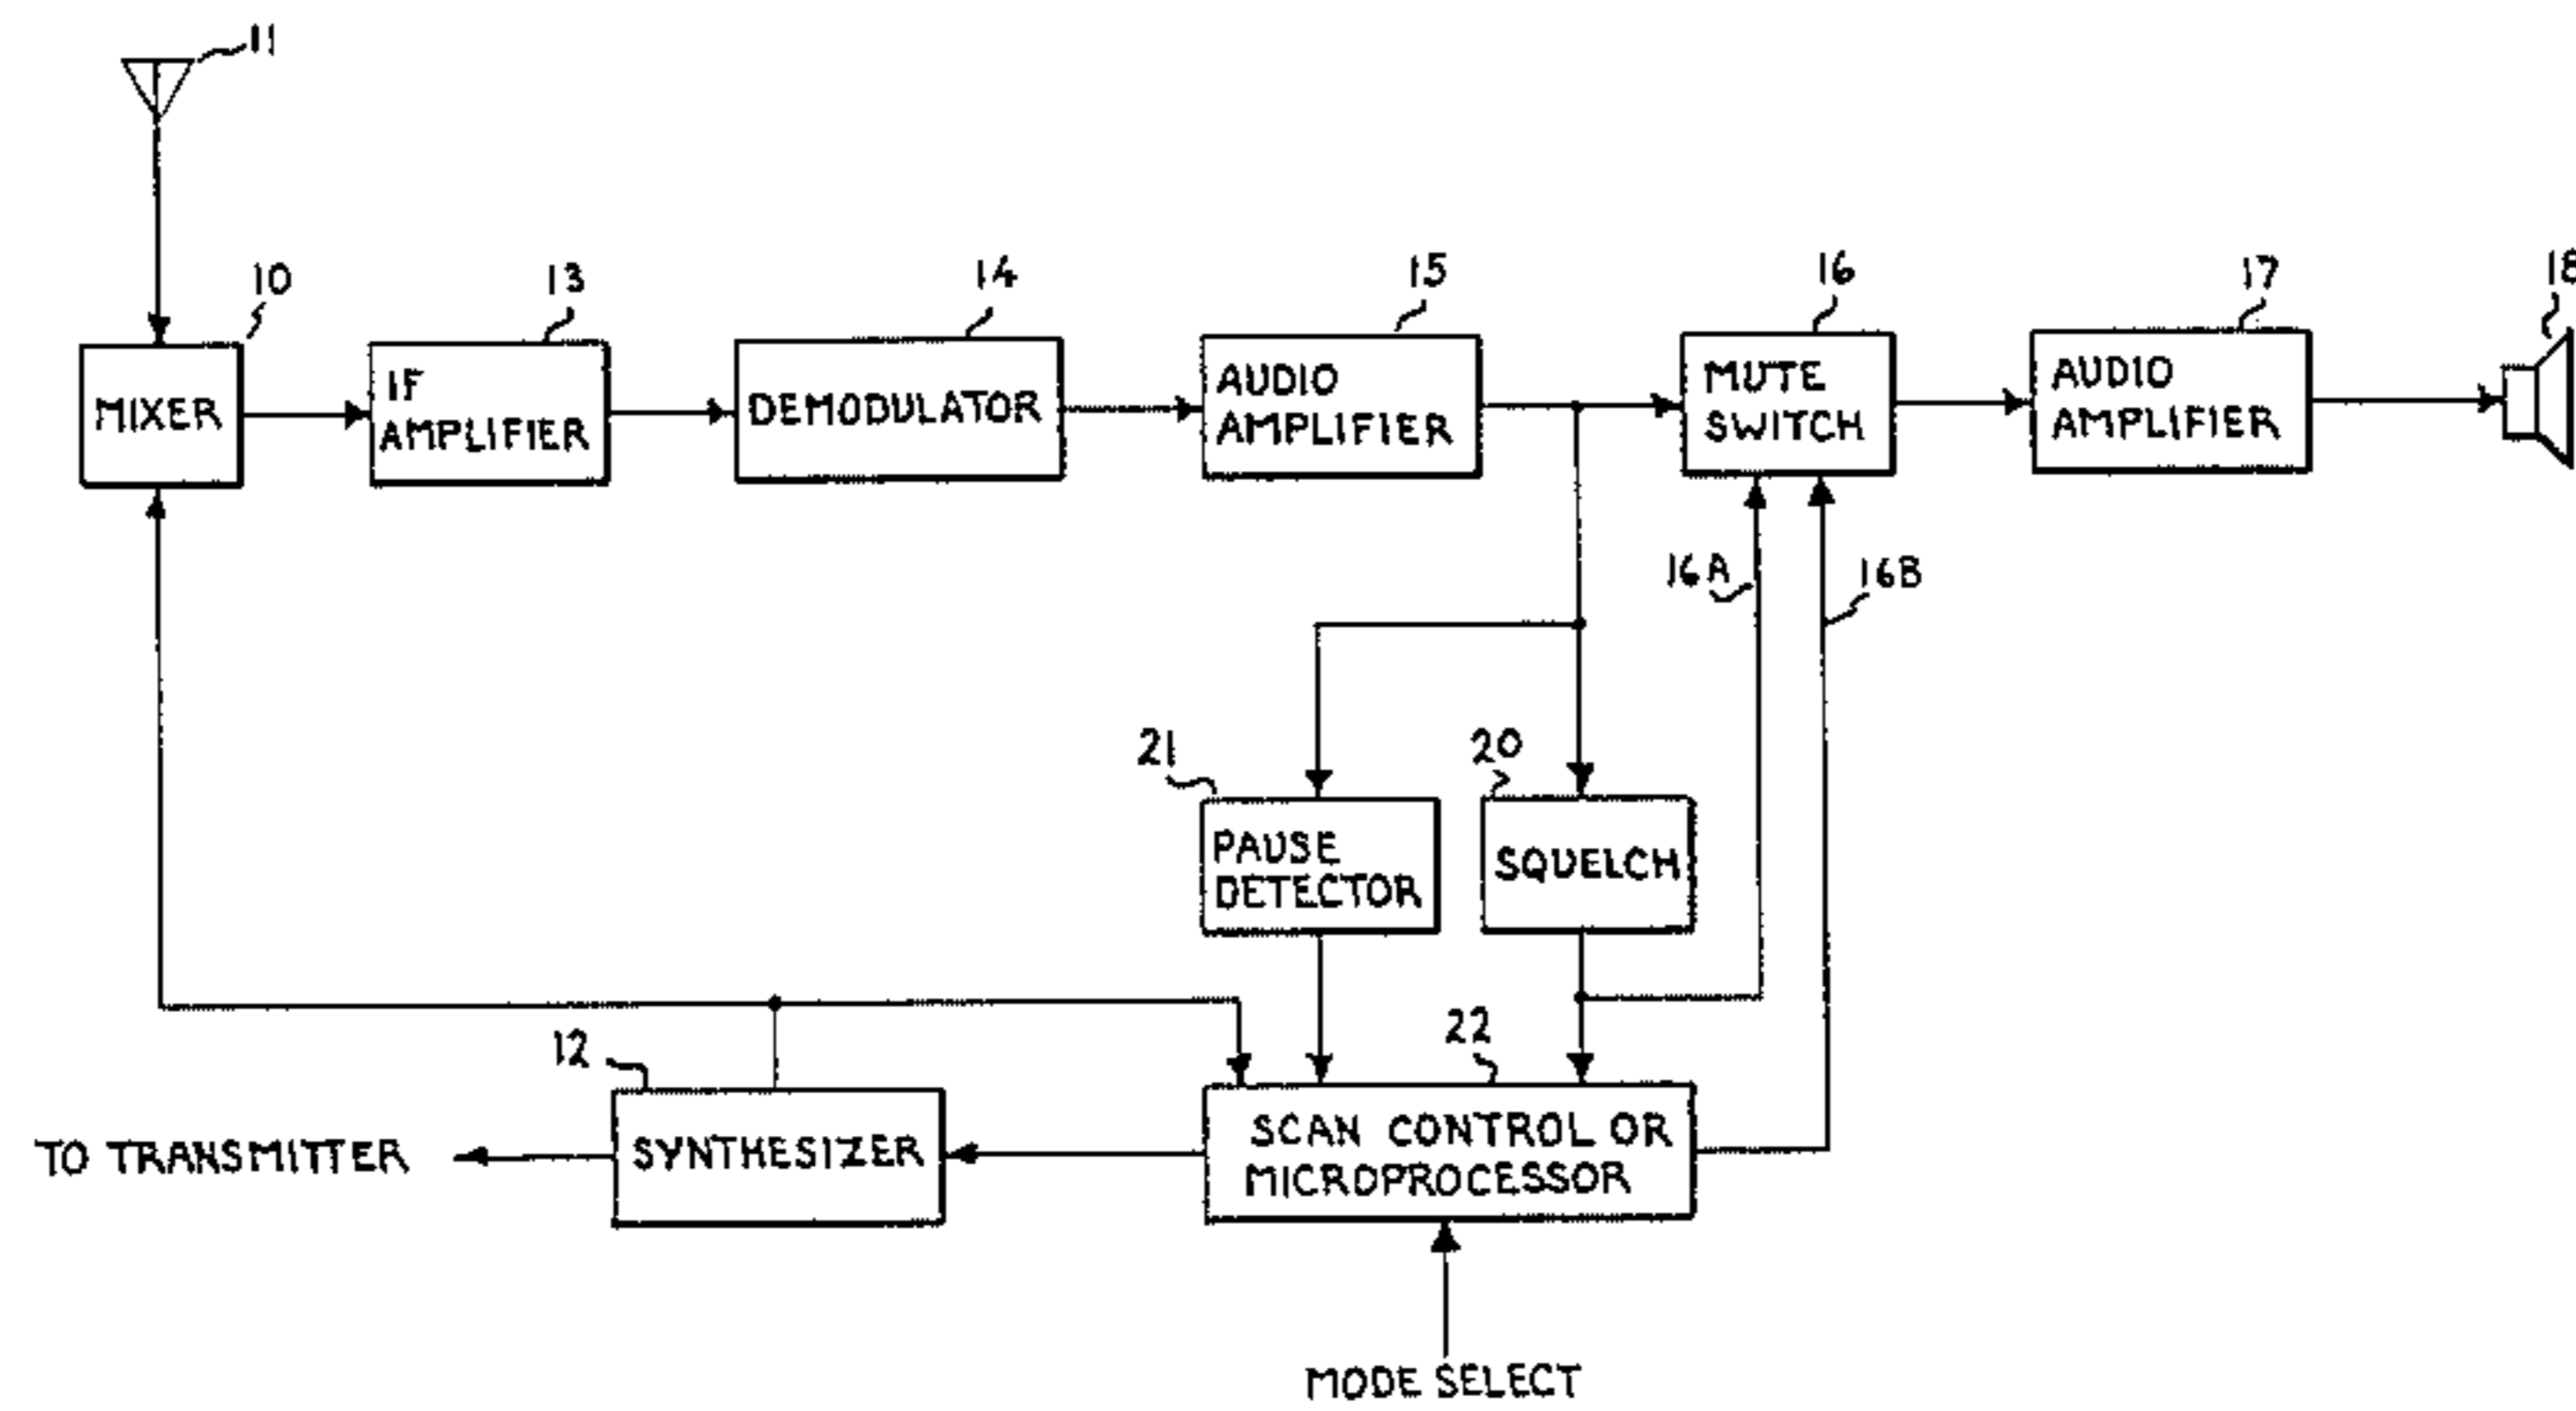 11
10
13
14
15
16
17
18
MIXER
IF
AMPLIFIER
DEMODULATOR
AUDIO
AMPLIFIER
MUTE
SWITCH
AUDIO
AMPLIFIER
16A
16B
21
20
PAUSE
DETECTOR
SQUELCH
12
22
TO TRANSMITTER
SYNTHESIZER
SCAN CONTROL OR
MICROPROCESSOR
MODE SELECT